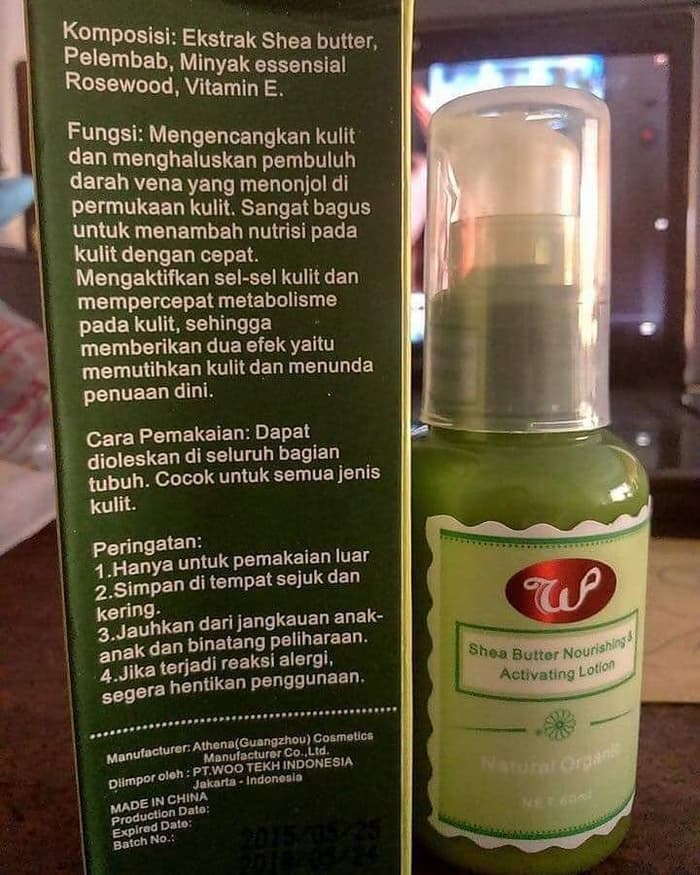 Komposisi: Ekstrak Shea butter,
Pelembab, Minyak essensial
Rosewood, Vitamin E.
Fungsi: Mengencangkan kulit
dan menghaluskan pembuluh
darah vena yang menonjol di
permukaan kulit. Sangat bagus
untuk menambah nutrisi pada
kulit dengan cepat.
Mengaktifkan sel-sel kulit dan
mempercepat metabolisme
pada kulit, sehingga
memberikan dua efek yaitu
memutihkan kulit dan menunda
penuaan dini.
Cara Pemakaian: Dapat
dioleskan di seluruh bagian
tubuh. Cocok untuk semua jenis
kulit.
Peringatan:
1.Hanya untuk pemakaian luar
2.Simpan di tempat sejuk dan
kering.
3.Jauhkan dari jangkauan anak-
anak dan binatang peliharaan.
4.Jika terjadi reaksi alergi,
segera hentikan penggunaan.
Manufacturer: Athena(Guangzhou) Cosmetics
Manufacturer Co.,Ltd.
Diimpor oleh : PT.WOO TEKH INDONESIA
Jakarta - Indonesia
MADE IN CHINA
Production Date:
Expired Date:
Batch No.:
2015/05/25
WP
Shea Butter Nourishing &
Activating Lotion
Natural Organic
NET 60ml